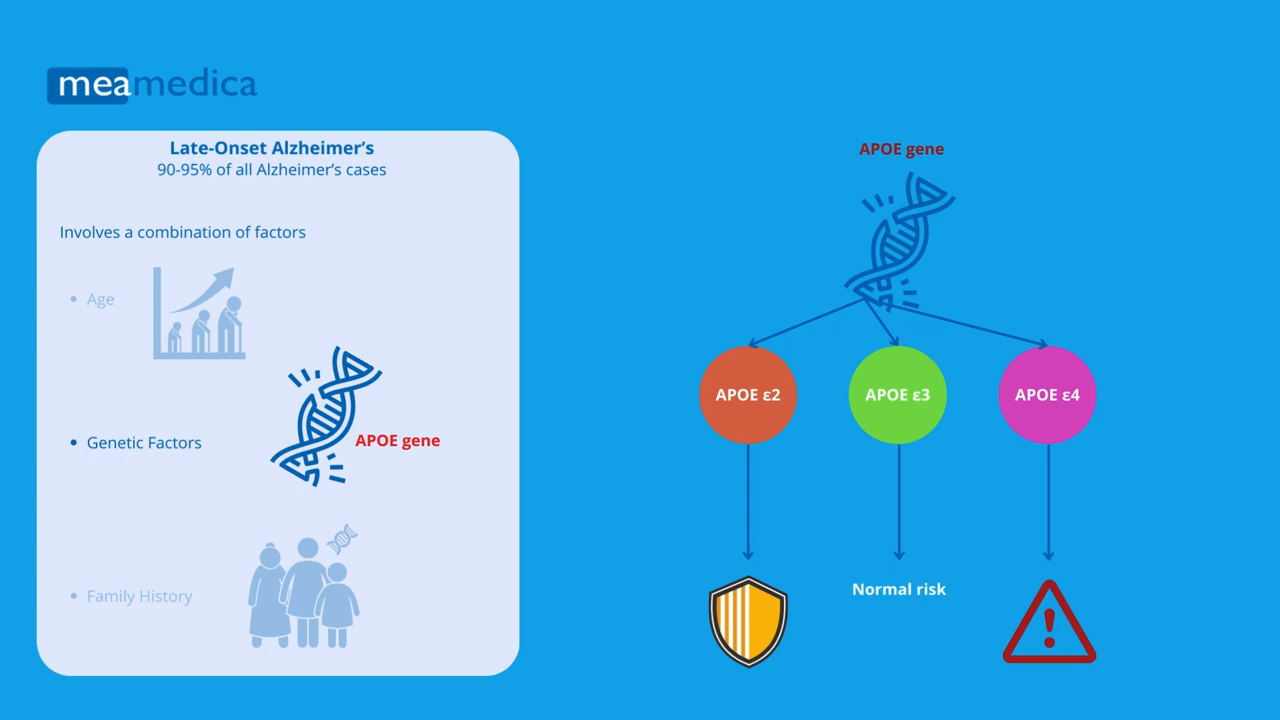 meamedica
Late-Onset Alzheimer’s
90-95% of all Alzheimer’s cases
Involves a combination of factors
• Age
• Genetic Factors
APOE gene
• Family History
APOE gene
APOE ε2
APOE ε3
APOE ε4
Normal risk